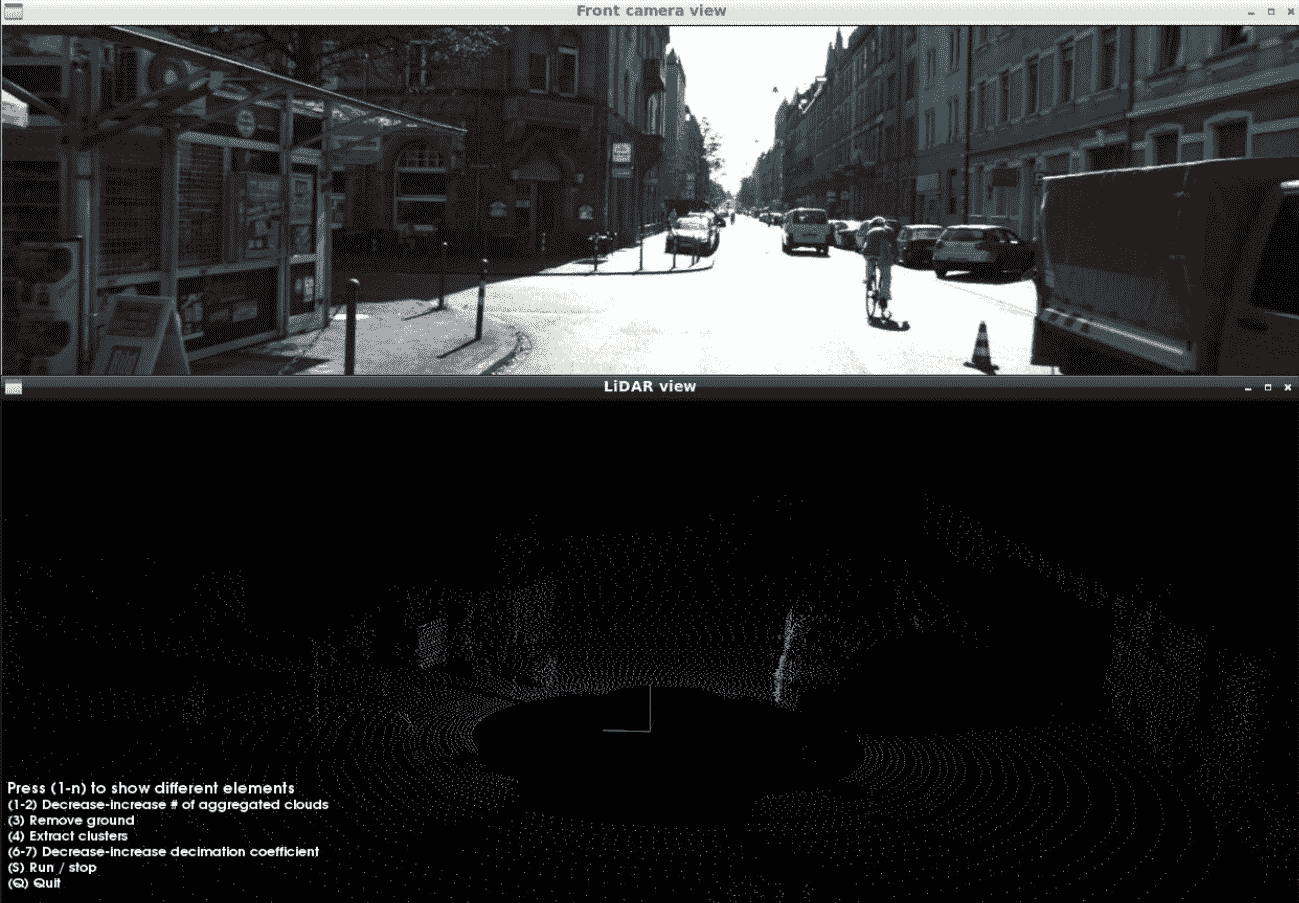 Front camera view
LiDAR view
Press (1-n) to show different elements
(1-2) Decrease-increase # of aggregated clouds
(3) Remove ground
(4) Extract clusters
(6-7) Decrease-increase decimation coefficient
(S) Run / stop
(Q) Quit